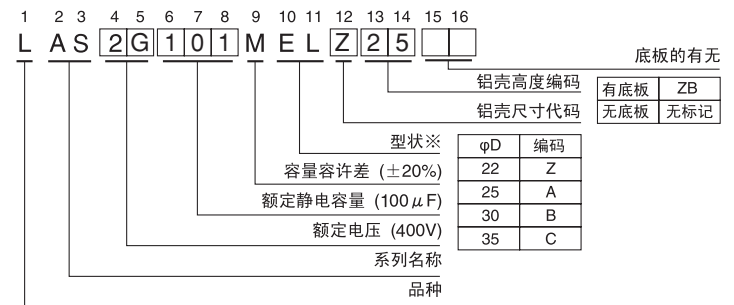 1 2 3 4 5 6 7 8 9 10 11 12 13 14 15 16
L A S 2 G 1 0 1 M E L Z 2 5
底板的有无
铝壳高度编码
有底板 ZB
铝壳尺寸代码
无底板 无标记
型状※
φD 编码
容量容许差 (±20%)
22 Z
25 A
额定静电容量 (100μF)
30 B
额定电压 (400V)
35 C
系列名称
品种